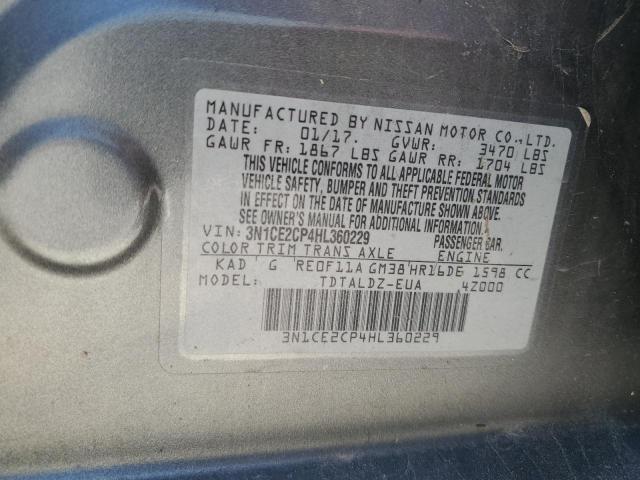 MANUFACTURED BY NISSAN MOTOR CO., LTD.
DATE: 01/17. GVWR: 3470 LBS
GAWR FR: 1867 LBS GAWR RR: 1704 LBS
THIS VEHICLE CONFORMS TO ALL APPLICABLE FEDERAL MOTOR
VEHICLE SAFETY, BUMPER AND THEFT PREVENTION STANDARDS
IN EFFECT ON THE DATE OF MANUFACTURE SHOWN ABOVE.
SEE OWNER'S MANUAL FOR ADDITIONAL INFORMATION.
VIN: 3N1CE2CP4HL360229 PASSENGER CAR.
COLOR TRIM TRANS AXLE ENGINE
KAD G RE0F11A GM38 HR16DE 1598 CC
MODEL: TDTALDZ-EUA 4Z000
3N1CE2CP4HL360229